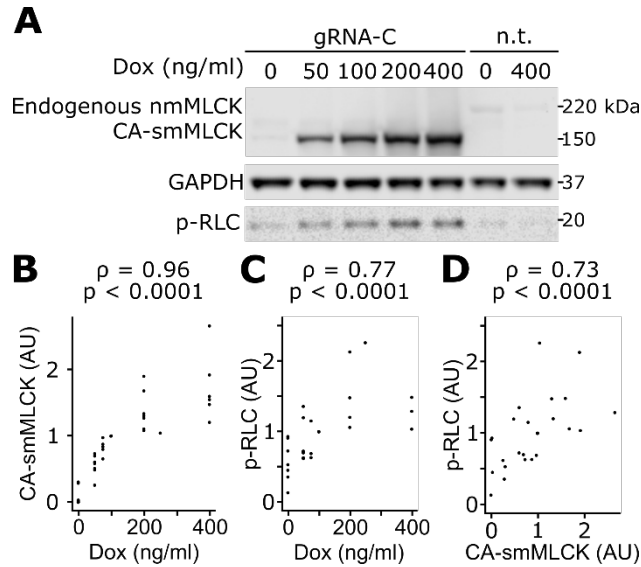 A
gRNA-C n.t.
Dox (ng/ml) 0 50 100 200 400 0 400
Endogenous nmMLCK 220 kDa
CA-smMLCK 150
GAPDH 37
p-RLC 20
B C D
ρ = 0.96 ρ = 0.77 ρ = 0.73
p < 0.0001 p < 0.0001 p < 0.0001
CA-smMLCK (AU)
2
1
0
0 200 400
Dox (ng/ml)
p-RLC (AU)
2
1
0
0 200 400
Dox (ng/ml)
p-RLC (AU)
2
1
0
0 1 2
CA-smMLCK (AU)